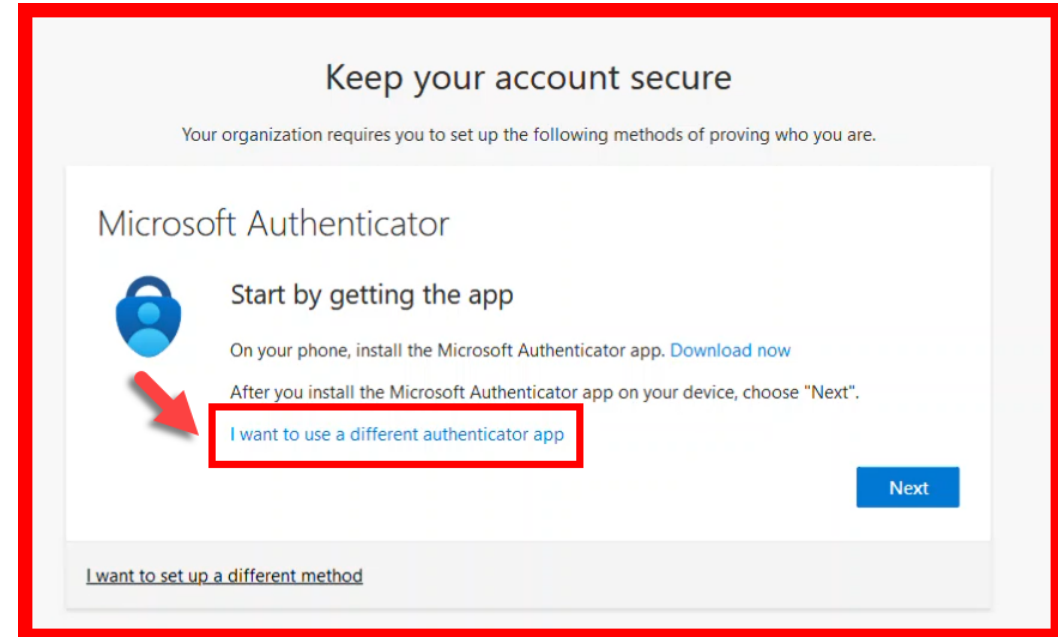 Keep your account secure
Your organization requires you to set up the following methods of proving who you are.
Microsoft Authenticator
Start by getting the app
On your phone, install the Microsoft Authenticator app. Download now
After you install the Microsoft Authenticator app on your device, choose "Next".
I want to use a different authenticator app
Next
I want to set up a different method